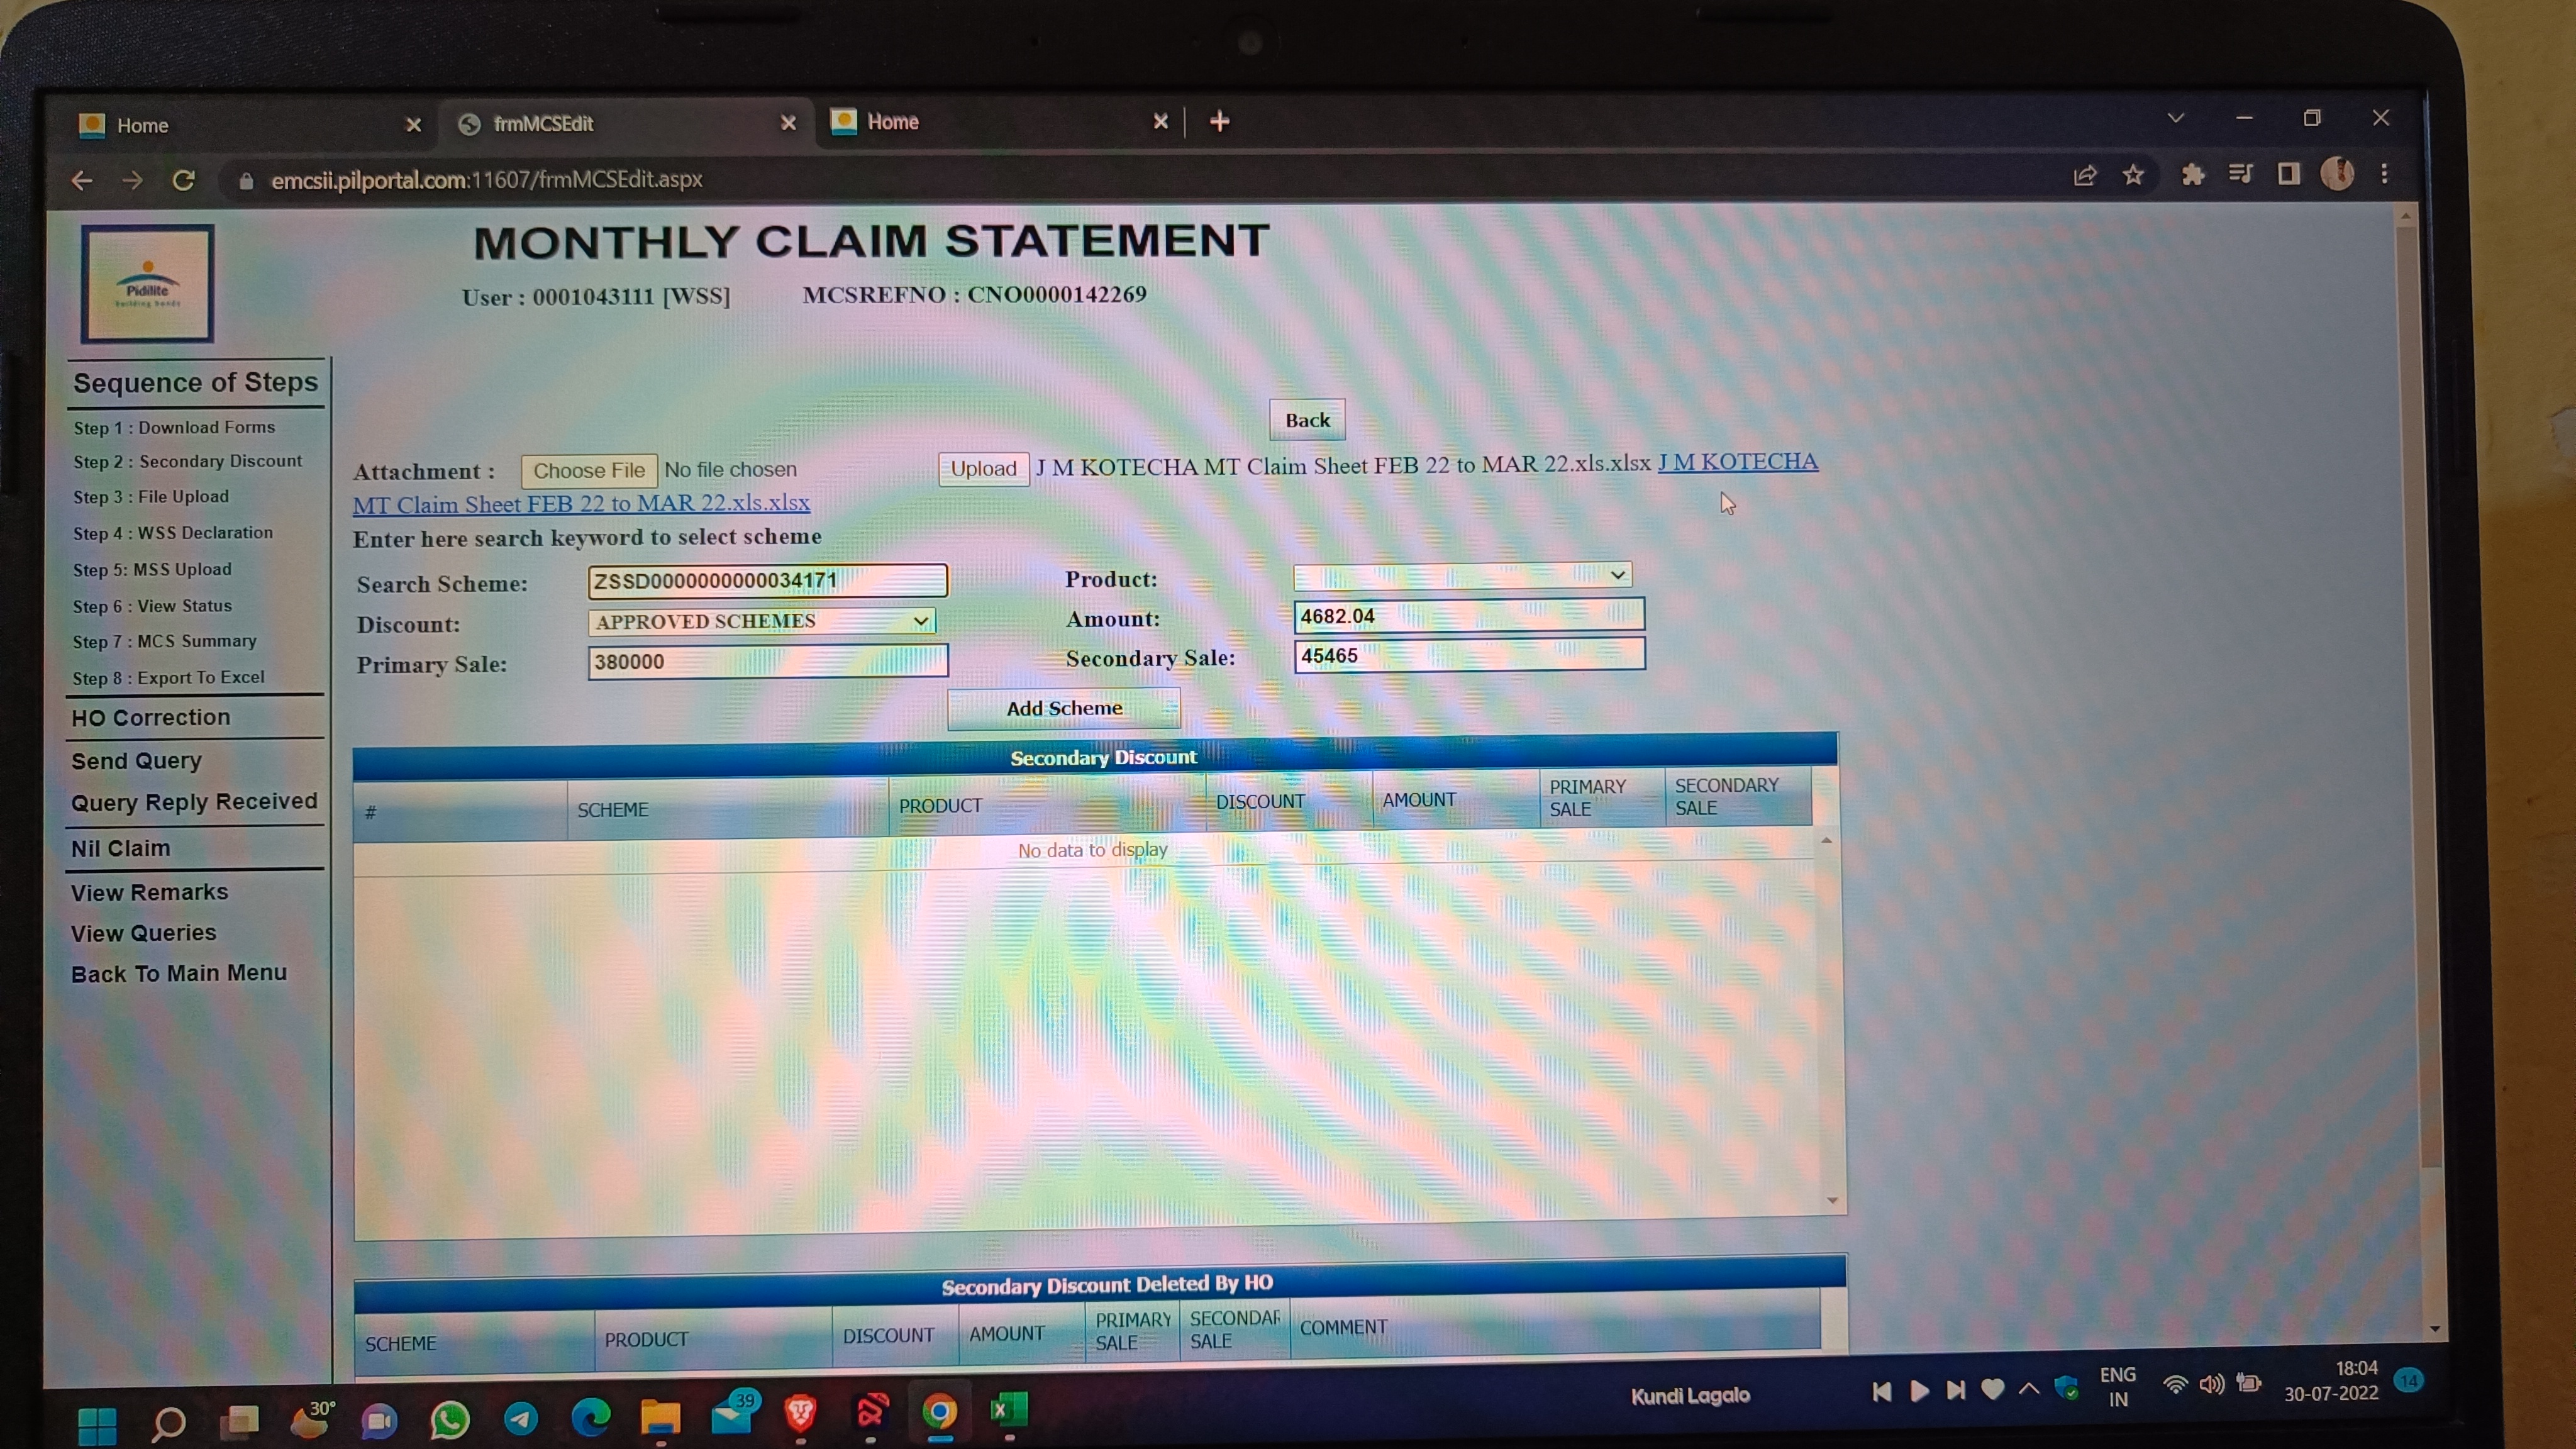 Home
frmMCSEdit
Home
emcsii.pilportal.com:11607/frmMCSEdit.aspx
Pidilite
building bonds
MONTHLY CLAIM STATEMENT
User : 0001043111 [WSS] MCSREFNO : CNO0000142269
Sequence of Steps
Step 1 : Download Forms
Step 2 : Secondary Discount
Step 3 : File Upload
Step 4 : WSS Declaration
Step 5: MSS Upload
Step 6 : View Status
Step 7 : MCS Summary
Step 8 : Export To Excel
HO Correction
Send Query
Query Reply Received
Nil Claim
View Remarks
View Queries
Back To Main Menu
Back
Attachment : Choose File No file chosen Upload J M KOTECHA MT Claim Sheet FEB 22 to MAR 22.xls.xlsx J M KOTECHA
MT Claim Sheet FEB 22 to MAR 22.xls.xlsx
Enter here search keyword to select scheme
Search Scheme: ZSSD0000000000034171 Product:
Discount: APPROVED SCHEMES Amount: 4682.04
Primary Sale: 380000 Secondary Sale: 45465
Add Scheme
Secondary Discount
# SCHEME PRODUCT DISCOUNT AMOUNT PRIMARY SALE SECONDARY SALE
No data to display
Secondary Discount Deleted By HO
SCHEME PRODUCT DISCOUNT AMOUNT PRIMARY SALE SECONDAR SALE COMMENT
30°
39
Kundi Lagalo
ENG
IN
18:04
30-07-2022
14